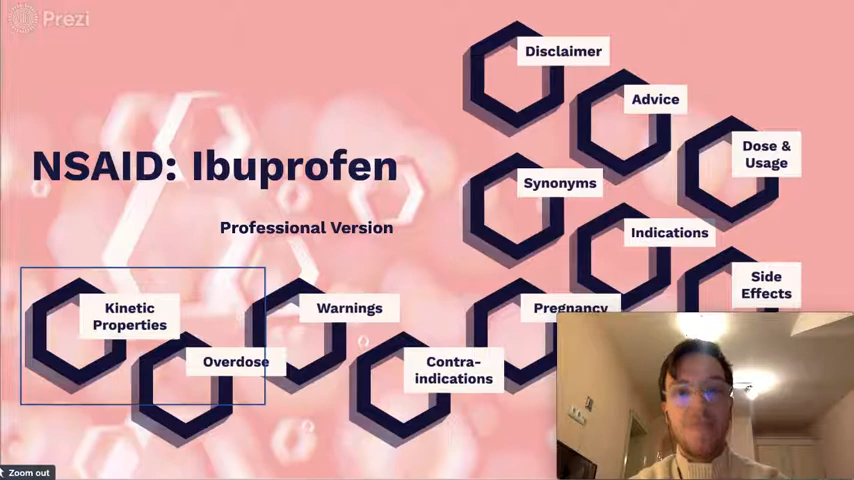 Prezi
Disclaimer
Advice
Dose &
Usage
NSAID: Ibuprofen
Synonyms
Professional Version
Indications
Side
Effects
Kinetic
Properties
Warnings
Pregnancy
Overdose
Contra-
indications
Zoom out